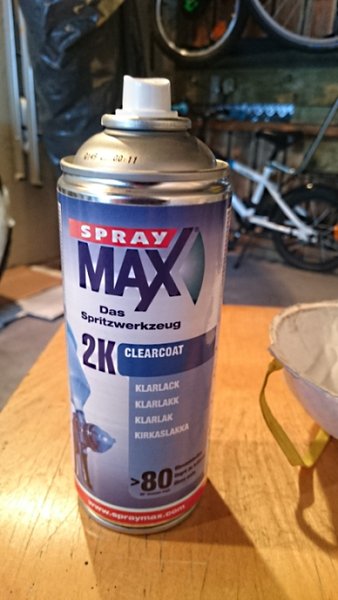 SPRAY
MAX
Das
Spritzwerkzeug
2K CLEARCOAT
KLARLACK
KLARLAKK
KLARLAK
KIRKASLAKKA
>80
www.spraymax.com